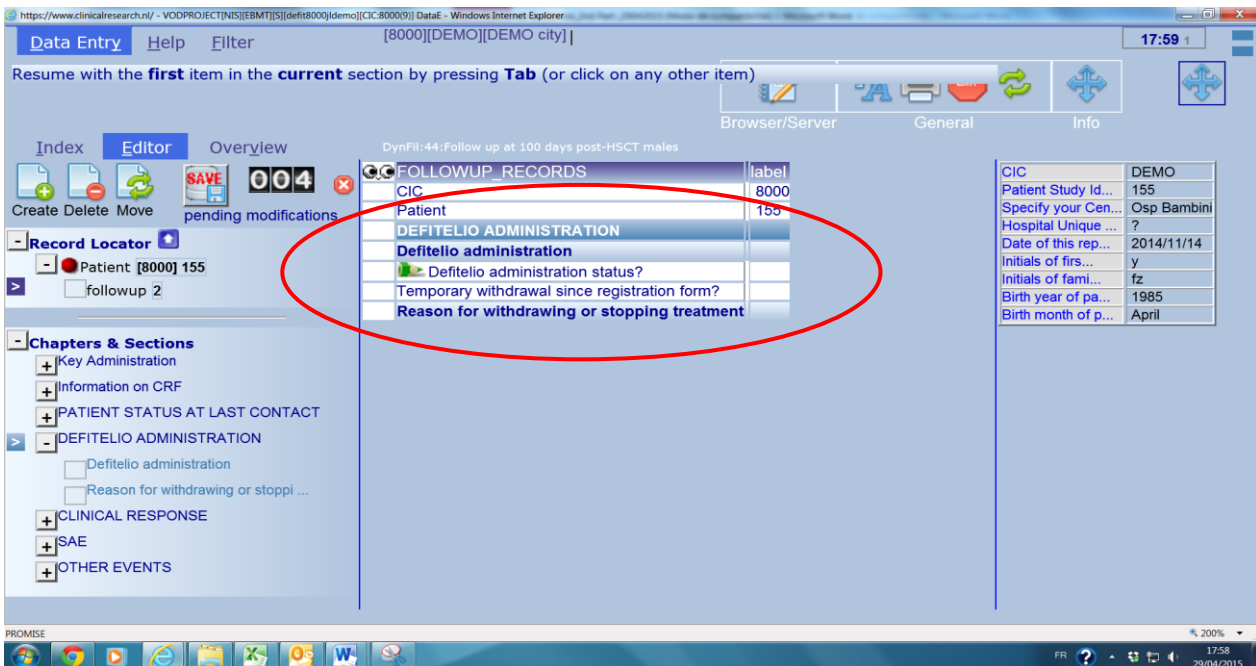 https://www.clinicalresearch.nl/ - VODPROJECT[NIS][EBMT][S][defit8000jldemo][CIC:8000(9)] DataE - Windows Internet Explorer
Data Entry Help Filter
[8000][DEMO][DEMO city]
17:59 1
Resume with the first item in the current section by pressing Tab (or click on any other item)
Browser/Server General Info
Index Editor Overview
DynFil:44:Follow up at 100 days post-HSCT males
SAVE 004
Create Delete Move pending modifications
Record Locator
Patient [8000] 155
followup 2
Chapters & Sections
Key Administration
Information on CRF
PATIENT STATUS AT LAST CONTACT
DEFITELIO ADMINISTRATION
Defitelio administration
Reason for withdrawing or stoppi ...
CLINICAL RESPONSE
SAE
OTHER EVENTS
FOLLOWUP_RECORDS label
CIC 8000
Patient 155
DEFITELIO ADMINISTRATION
Defitelio administration
Defitelio administration status?
Temporary withdrawal since registration form?
Reason for withdrawing or stopping treatment
CIC DEMO
Patient Study Id... 155
Specify your Cen... Osp Bambini
Hospital Unique ... ?
Date of this rep... 2014/11/14
Initials of firs... y
Initials of fami... fz
Birth year of pa... 1985
Birth month of p... April
PROMISE
200%
FR
17:58
29/04/2015